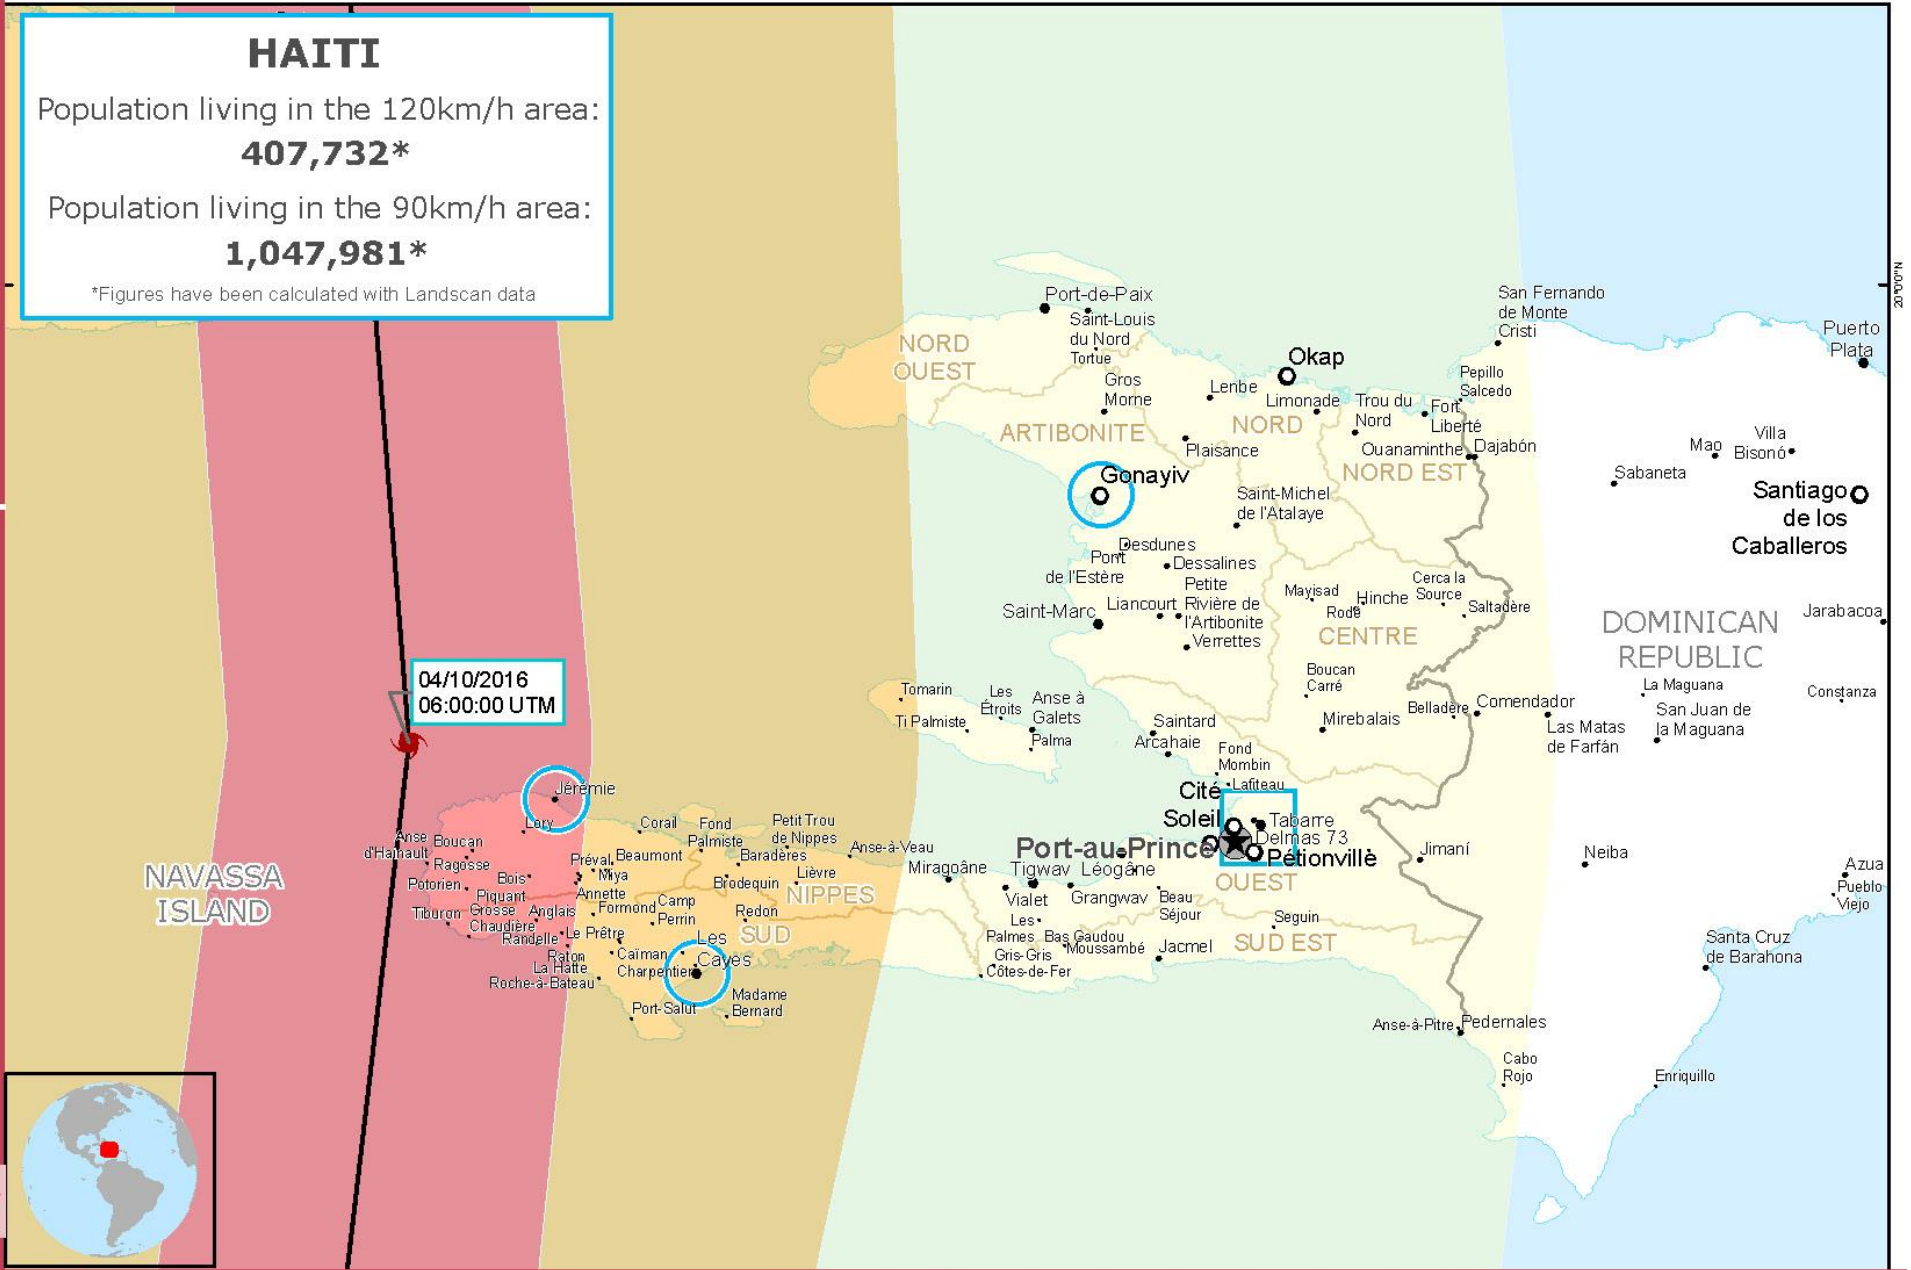 HAITI
Population living in the 120km/h area:
407,732*
Population living in the 90km/h area:
1,047,981*
*Figures have been calculated with Landscan data
20°0'0"N
Port-de-Paix
Saint-Louis
du Nord
Tortue
San Fernando
de Monte
Cristi
Puerto
Plata
NORD
OUEST
Okap
Gros
Morne
Lenbe
Limonade
Trou du
Nord
Pepillo
Salcedo
Fort
Liberté
ARTIBONITE
NORD
Plaisance
Ouanaminthe
Dajabón
NORD EST
Mao
Villa
Bisonó
Sabaneta
Gonayiv
Saint-Michel
de l'Atalaye
Santiago
de los
Caballeros
Desdunes
Pont
de l'Estère
Dessalines
Petite
Rivière de
l'Artibonite
Liancourt
Saint-Marc
Verrettes
Mayisad
Rode
Hinche
Cerca la
Source
Saltadère
CENTRE
DOMINICAN
REPUBLIC
Jarabacoa
04/10/2016
06:00:00 UTM
Tomarin
Ti Palmiste
Les
Étroits
Anse à
Galets
Palma
Saintard
Arcahaie
Boucan
Carré
Mirebalais
Belladère
Comendador
Las Matas
de Farfán
La Maguana
San Juan de
la Maguana
Constanza
Fond
Mombin
Lafiteau
Cité
Soleil
Tabarre
Delmas 73
Port-au-Prince
Pétionvillè
Jimaní
Neiba
Azua
Pueblo
Viejo
Jérémie
Lory
Corail
Fond
Palmiste
Petit Trou
de Nippes
Anse-à-Veau
Anse
d'Hainault
Boucan
Ragosse
Préval
Beaumont
Baradères
Miragoâne
Tigwav
Léogâne
NAVASSA
ISLAND
Potorien
Bois
Piquant
Miya
Annette
Brodequin
Lièvre
NIPPES
Vialet
Grangwav
Beau
Séjour
OUEST
Tiburon
Grosse
Chaudière
Anglais
Formond
Camp
Perrin
Redon
SUD
Les
Palmes
Bas Gaudou
Moussambé
Jacmel
Seguin
SUD EST
Santa Cruz
de Barahona
Randelle
Le Prêtre
Raton
La Hatte
Caïman
Charpentier
Les
Cayes
Gris-Gris
Côtes-de-Fer
Roche-à-Bateau
Port-Salut
Madame
Bernard
Anse-à-Pitre
Pedernales
Cabo
Rojo
Enriquillo